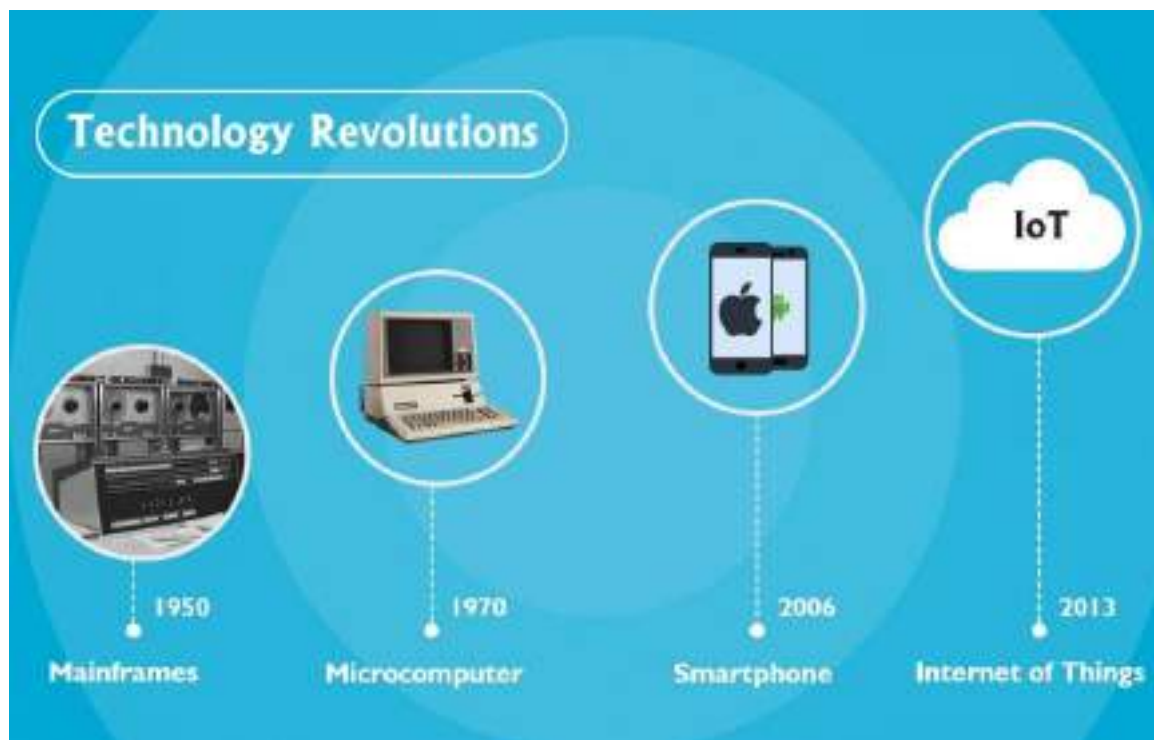 Technology Revolutions
IoT
1950
1970
2006
2013
Mainframes
Microcomputer
Smartphone
Internet of Things